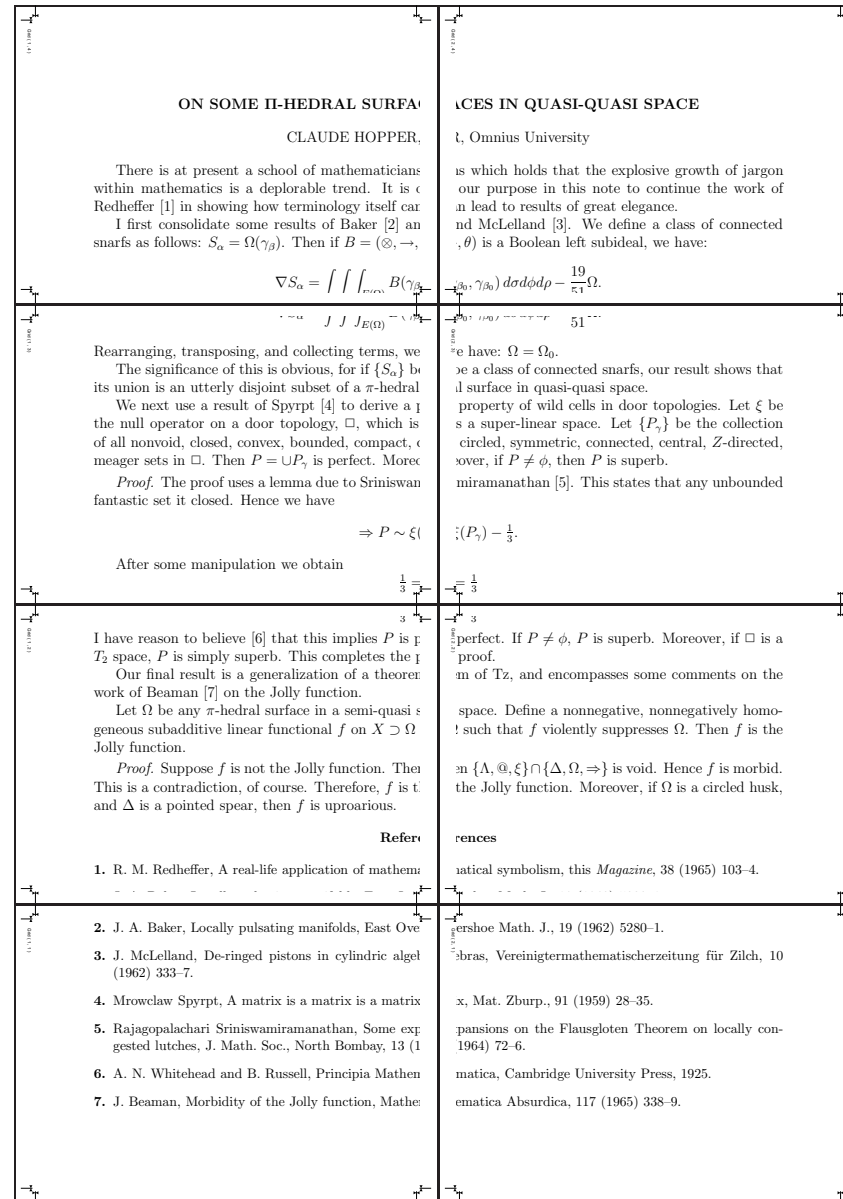 ON SOME Π-HEDRAL SURFACES IN QUASI-QUASI SPACE
CLAUDE HOPPER, Omnius University
There is at present a school of mathematicians which holds that the explosive growth of jargon
within mathematics is a deplorable trend. It is our purpose in this note to continue the work of
Redheffer [1] in showing how terminology itself can lead to results of great elegance.
I first consolidate some results of Baker [2] and McLelland [3]. We define a class of connected
snarfs as follows: Sα = Ω(γβ). Then if B = (⊗, →, θ) is a Boolean left subideal, we have:
∇Sα = ∫ ∫ ∫E(Ω) B(γβ₀, γβ₀) dσdϕdρ − 19/51 Ω.
Rearranging, transposing, and collecting terms, we have: Ω = Ω₀.
The significance of this is obvious, for if {Sα} be a class of connected snarfs, our result shows that
its union is an utterly disjoint subset of a π-hedral surface in quasi-quasi space.
We next use a result of Spyrpt [4] to derive a property of wild cells in door topologies. Let ξ be
the null operator on a door topology, □, which is a super-linear space. Let {Pγ} be the collection
of all nonvoid, closed, convex, bounded, compact, circled, symmetric, connected, central, Z-directed,
meager sets in □. Then P = ∪Pγ is perfect. Moreover, if P ≠ ϕ, then P is superb.
Proof. The proof uses a lemma due to Sriniswamiramanathan [5]. This states that any unbounded
fantastic set it closed. Hence we have
⇒ P ∼ ξ(Pγ) − 1/3.
After some manipulation we obtain
1/3 = 1/3
I have reason to believe [6] that this implies P is perfect. If P ≠ ϕ, P is superb. Moreover, if □ is a
T₂ space, P is simply superb. This completes the proof.
Our final result is a generalization of a theorem of Tz, and encompasses some comments on the
work of Beaman [7] on the Jolly function.
Let Ω be any π-hedral surface in a semi-quasi space. Define a nonnegative, nonnegatively homo-
geneous subadditive linear functional f on X ⊃ Ω such that f violently suppresses Ω. Then f is the
Jolly function.
Proof. Suppose f is not the Jolly function. Then {Λ, @, ξ}∩{Δ, Ω, ⇒} is void. Hence f is morbid.
This is a contradiction, of course. Therefore, f is the Jolly function. Moreover, if Ω is a circled husk,
and Δ is a pointed spear, then f is uproarious.
References
1. R. M. Redheffer, A real-life application of mathematical symbolism, this Magazine, 38 (1965) 103–4.
2. J. A. Baker, Locally pulsating manifolds, East Overshoe Math. J., 19 (1962) 5280–1.
3. J. McLelland, De-ringed pistons in cylindric algebras, Vereinigtermathematischerzeitung für Zilch, 10
(1962) 333–7.
4. Mrowclaw Spyrpt, A matrix is a matrix is a matrix, Mat. Zburp., 91 (1959) 28–35.
5. Rajagopalachari Sriniswamiramanathan, Some expansions on the Flausgloten Theorem on locally con-
gested lutches, J. Math. Soc., North Bombay, 13 (1964) 72–6.
6. A. N. Whitehead and B. Russell, Principia Mathematica, Cambridge University Press, 1925.
7. J. Beaman, Morbidity of the Jolly function, Mathematica Absurdica, 117 (1965) 338–9.